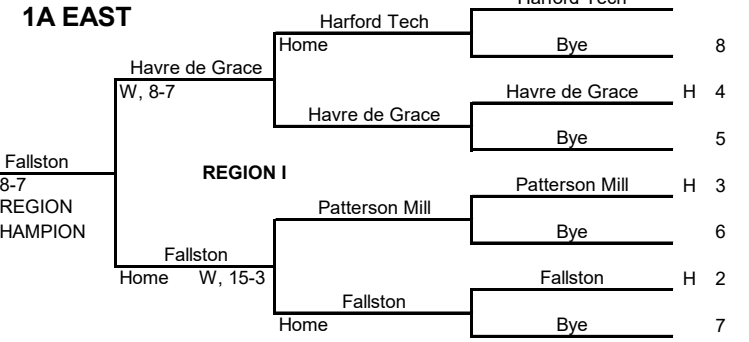 1A EAST
Harford Tech
Harford Tech
Home
Bye 8
Havre de Grace
W, 8-7
Havre de Grace H 4
Havre de Grace
Bye 5
Fallston
8-7
REGION
HAMPION
REGION I
Patterson Mill H 3
Patterson Mill
Bye 6
Fallston
Home W, 15-3
Fallston H 2
Fallston
Home
Bye 7